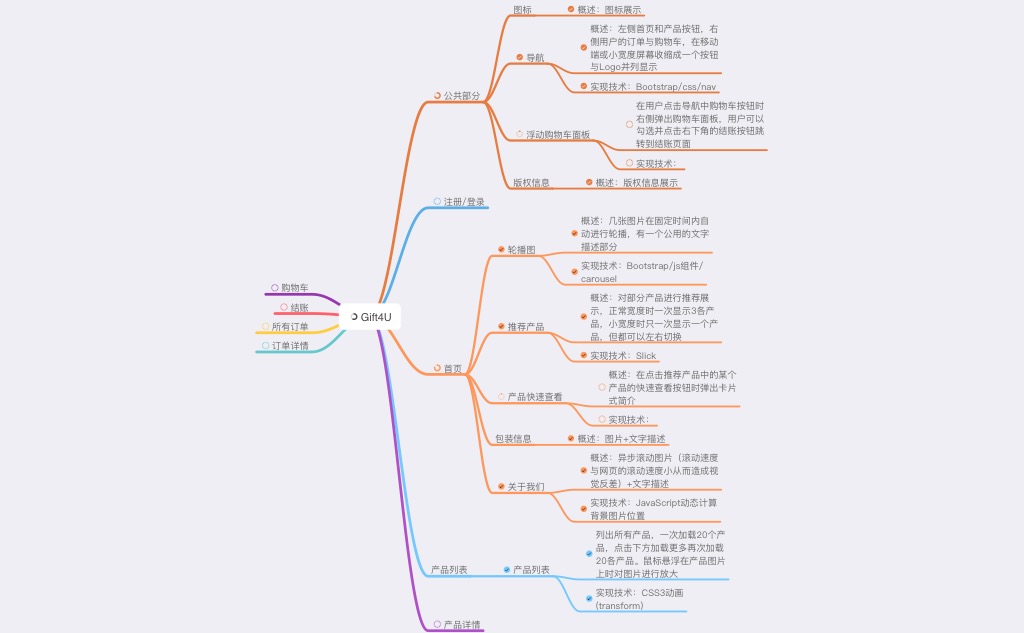 Gift4U
公共部分
图标
概述：图标展示
导航
概述：左侧首页和产品按钮，右
侧用户的订单与购物车，在移动
端或小宽度屏幕收缩成一个按钮
与Logo并列显示
实现技术：Bootstrap/css/nav
浮动购物车面板
在用户点击导航中购物车按钮时
右侧弹出购物车面板，用户可以
勾选并点击右下角的结账按钮跳
转到结账页面
实现技术：
版权信息
概述：版权信息展示
注册/登录
首页
轮播图
概述：几张图片在固定时间内自
动进行轮播，有一个公用的文字
描述部分
实现技术：Bootstrap/js组件/
carousel
推荐产品
概述：对部分产品进行推荐展
示，正常宽度时一次显示3各产
品，小宽度时只一次显示一个产
品，但都可以左右切换
实现技术：Slick
产品快速查看
概述：在点击推荐产品中的某个
产品的快速查看按钮时弹出卡片
式简介
实现技术：
包装信息
概述：图片+文字描述
关于我们
概述：异步滚动图片（滚动速度
与网页的滚动速度小从而造成视
觉反差）+文字描述
实现技术：JavaScript动态计算
背景图片位置
产品列表
产品列表
列出所有产品，一次加载20个产
品，点击下方加载更多再次加载
20各产品。鼠标悬浮在产品图片
上时对图片进行放大
实现技术：CSS3动画
(transform)
产品详情
购物车
结账
所有订单
订单详情